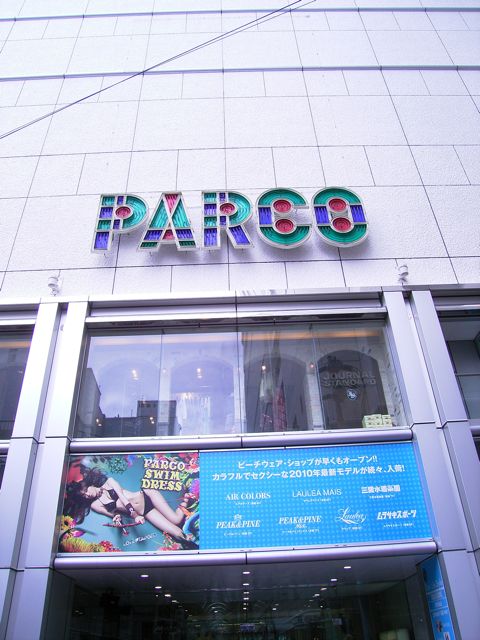 PARCO
JOURNAL
STANDARD
PARCO
SWIM
DRESS
ビーチウェア・ショップが早くもオープン!!
カラフルでセクシーな2010年最新モデルが続々、入荷!
AIR COLORS
LAULEA MAIS
三愛水着楽園
PEAK&PINE
PEAK&PINE
Lauha
ムラサキスポーツ